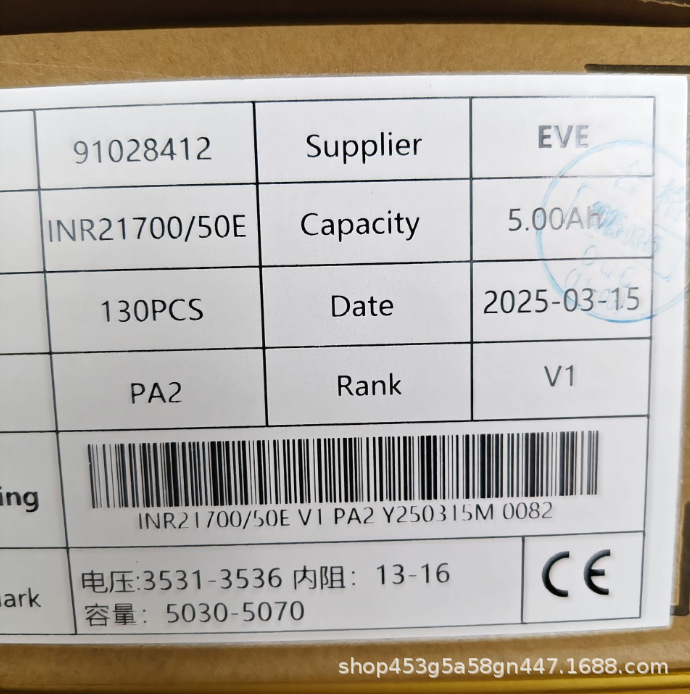 91028412 Supplier EVE
INR21700/50E Capacity 5.00Ah
130PCS Date 2025-03-15
PA2 Rank V1
ing
INR21700/50E V1 PA2 Y250315M 0082
电压:3531-3536 内阻：13-16
ark 容量：5030-5070
CE
shop453g5a58gn447.1688.com